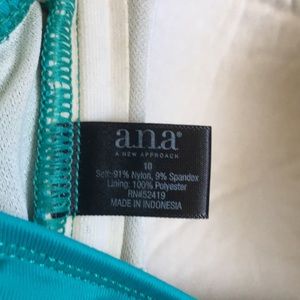 a.n.a®
A NEW APPROACH
10
Self: 91% Nylon, 9% Spandex
Lining: 100% Polyester
RN#52419
MADE IN INDONESIA